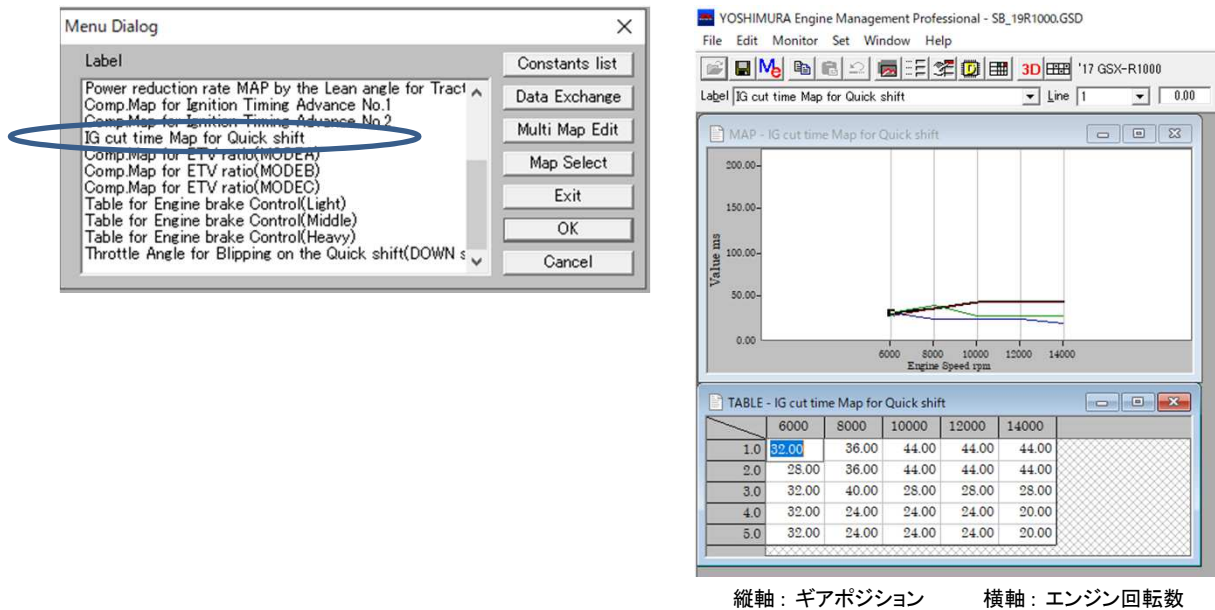 Menu Dialog
Label
Power reduction rate MAP by the Lean angle for Tract
Comp.Map for Ignition Timing Advance No.1
Comp.Map for Ignition Timing Advance No.2
IG cut time Map for Quick shift
Comp.Map for ETV ratio(MODEA)
Comp.Map for ETV ratio(MODEB)
Comp.Map for ETV ratio(MODEC)
Table for Engine brake Control(Light)
Table for Engine brake Control(Middle)
Table for Engine brake Control(Heavy)
Throttle Angle for Blipping on the Quick shift(DOWN s
Constants list
Data Exchange
Multi Map Edit
Map Select
Exit
OK
Cancel
YOSHIMURA Engine Management Professional - SB_19R1000.GSD
File Edit Monitor Set Window Help
Me 3D '17 GSX-R1000
Label IG cut time Map for Quick shift Line 1 0.00
MAP - IG cut time Map for Quick shift
200.00
150.00
100.00
50.00
0.00
Value ms
6000 8000 10000 12000 14000
Engine Speed rpm
TABLE - IG cut time Map for Quick shift
6000 8000 10000 12000 14000
1.0 32.00 36.00 44.00 44.00 44.00
2.0 28.00 36.00 44.00 44.00 44.00
3.0 32.00 40.00 28.00 28.00 28.00
4.0 32.00 24.00 24.00 24.00 20.00
5.0 32.00 24.00 24.00 24.00 20.00
縦軸：ギアポジション 横軸：エンジン回転数